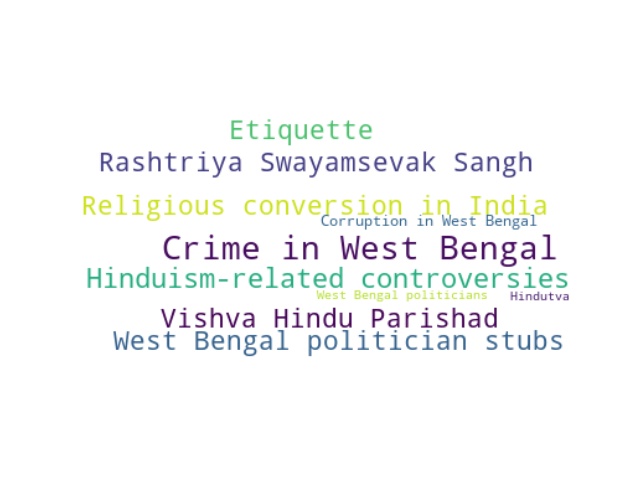 Etiquette
Rashtriya Swayamsevak Sangh
Religious conversion in India
Corruption in West Bengal
Crime in West Bengal
Hinduism-related controversies
West Bengal politicians
Hindutva
Vishva Hindu Parishad
West Bengal politician stubs